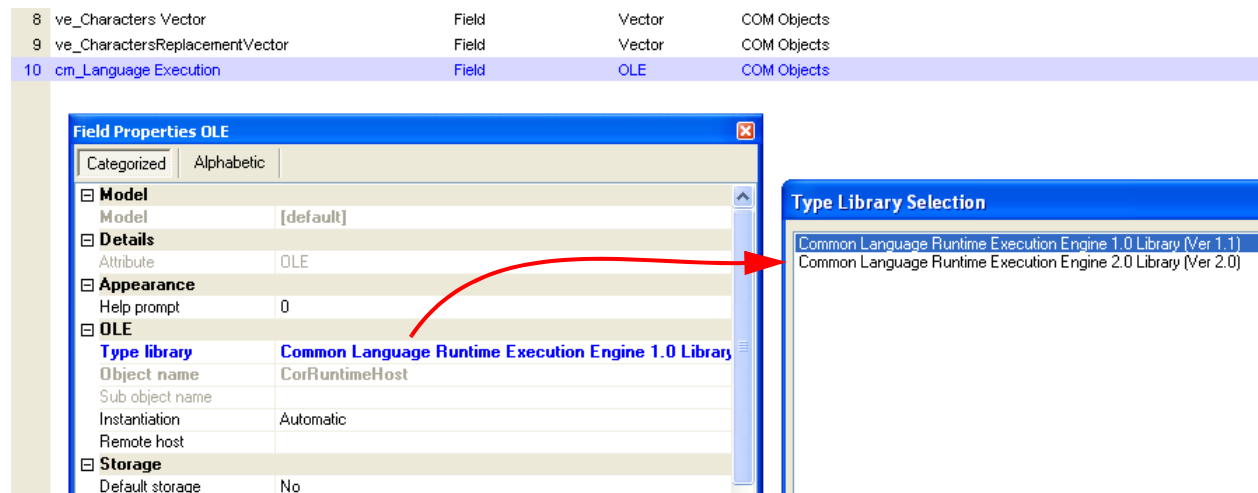 8 ve_Characters Vector Field Vector COM Objects
9 ve_CharactersReplacementVector Field Vector COM Objects
10 cm_Language Execution Field OLE COM Objects
Field Properties OLE
Categorized Alphabetic
Model
Model [default]
Details
Attribute OLE
Appearance
Help prompt 0
OLE
Type library Common Language Runtime Execution Engine 1.0 Library
Object name CorRuntimeHost
Sub object name
Instantiation Automatic
Remote host
Storage
Default storage No
Type Library Selection
Common Language Runtime Execution Engine 1.0 Library (Ver 1.1)
Common Language Runtime Execution Engine 2.0 Library (Ver 2.0)